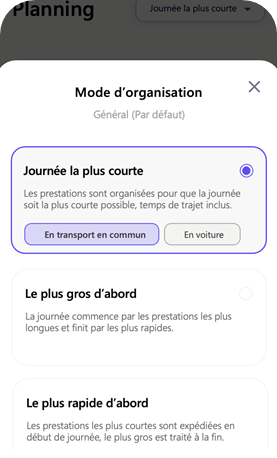 Planning
Journée la plus courte
Mode d'organisation
Général (Par défaut)
Journée la plus courte
Les prestations sont organisées pour que la journée
soit la plus courte possible, temps de trajet inclus.
En transport en commun
En voiture
Le plus gros d'abord
La journée commence par les prestations les plus
longues et finit par les plus rapides.
Le plus rapide d'abord
Les prestations les plus courtes sont expédiées en
début de journée, le plus gros est traité à la fin.